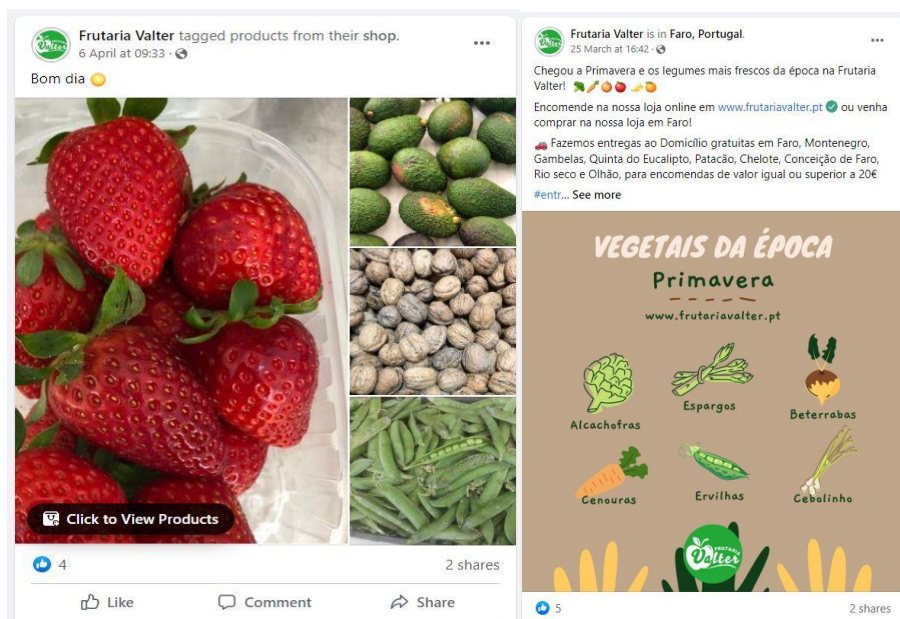 Frutaria Valter tagged products from their shop.
6 April at 09:33 ·
Bom dia
Click to View Products
4
2 shares
Like
Comment
Share
Frutaria Valter is in Faro, Portugal.
25 March at 16:42 ·
Chegou a Primavera e os legumes mais frescos da época na Frutaria
Valter!
Encomende na nossa loja online em www.frutariavalter.pt ou venha
comprar na nossa loja em Faro!
Fazemos entregas ao Domicílio gratuitas em Faro, Montenegro,
Gambelas, Quinta do Eucalipto, Patacão, Chelote, Conceição de Faro,
Rio seco e Olhão, para encomendas de valor igual ou superior a 20€
#entr... See more
VEGETAIS DA ÉPOCA
Primavera
www.frutariavalter.pt
Alcachofras
Espargos
Beterrabas
Cenouras
Ervilhas
Cebolinho
FRUTARIA
Valter
5
2 shares